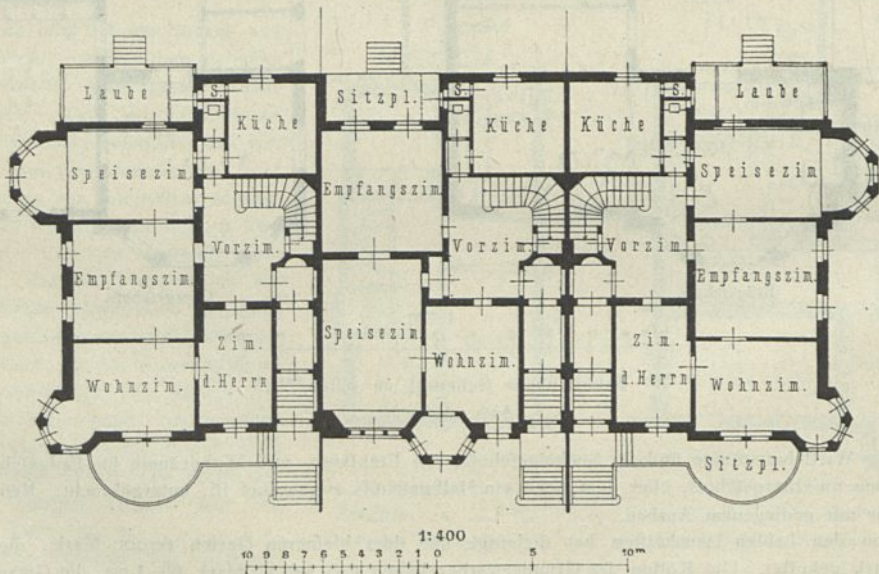 Laube S. Sitzpl. S. S. Laube
Küche Küche Küche
Speisezim. Empfangszim. Speisezim
Vorzim. Vorzim. Vorzim.
Empfangszim. Empfangszim.
Speisezim
Zim. d. Herrn Wohnzim. Zim. d. Herrn
Wohnzim. Wohnzim.
Sitzpl.
1:400
10 9 8 7 6 5 4 3 2 1 0 5 10 m